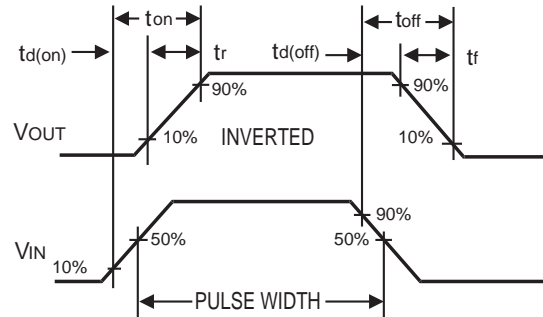 ton
toff
td(on)
tr
td(off)
tf
90%
90%
VOUT
10%
INVERTED
10%
90%
VIN
50%
50%
10%
PULSE WIDTH